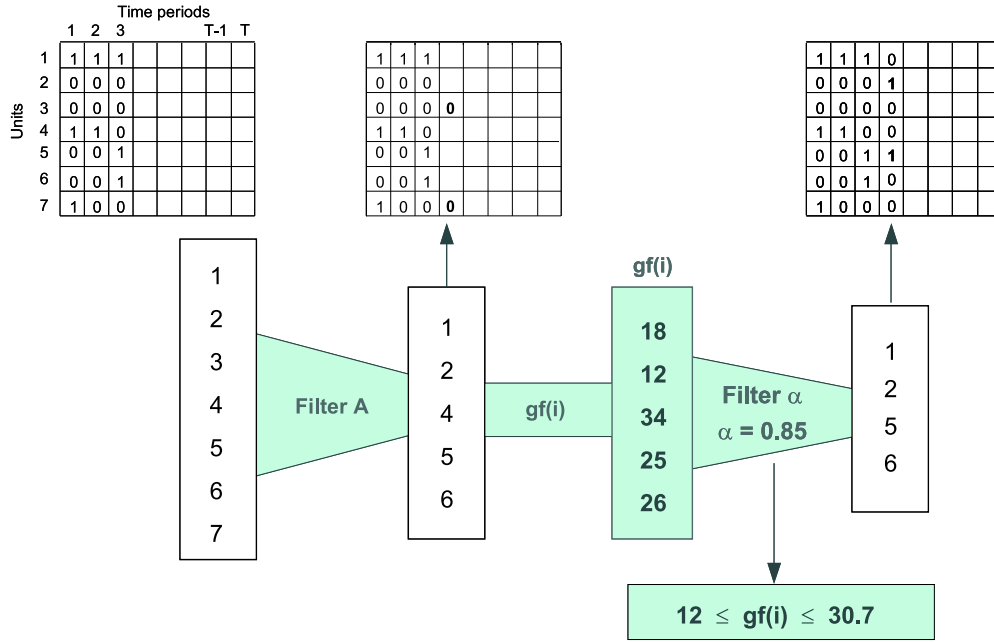 Time periods
1 2 3 T-1 T
Units
1 1 1 1
2 0 0 0
3 0 0 0
4 1 1 0
5 0 0 1
6 0 0 1
7 1 0 0
1 1 1
0 0 0
0 0 0 0
1 1 0
0 0 1
0 0 1
1 0 0 0
1 1 1 0
0 0 0 1
0 0 0 0
1 1 0 0
0 0 1 1
0 0 1 0
1 0 0 0
1
2
3
4
5
6
7
Filter A
1
2
4
5
6
gf(i)
gf(i)
18
12
34
25
26
Filter α
α = 0.85
1
2
5
6
12 ≤ gf(i) ≤ 30.7